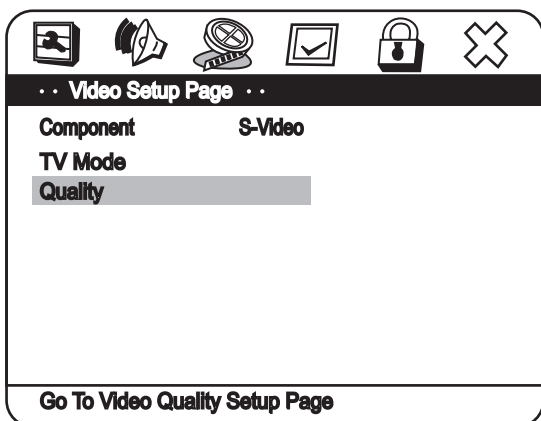 · · Video Setup Page · ·
Component S-Video
TV Mode
Quality
Go To Video Quality Setup Page